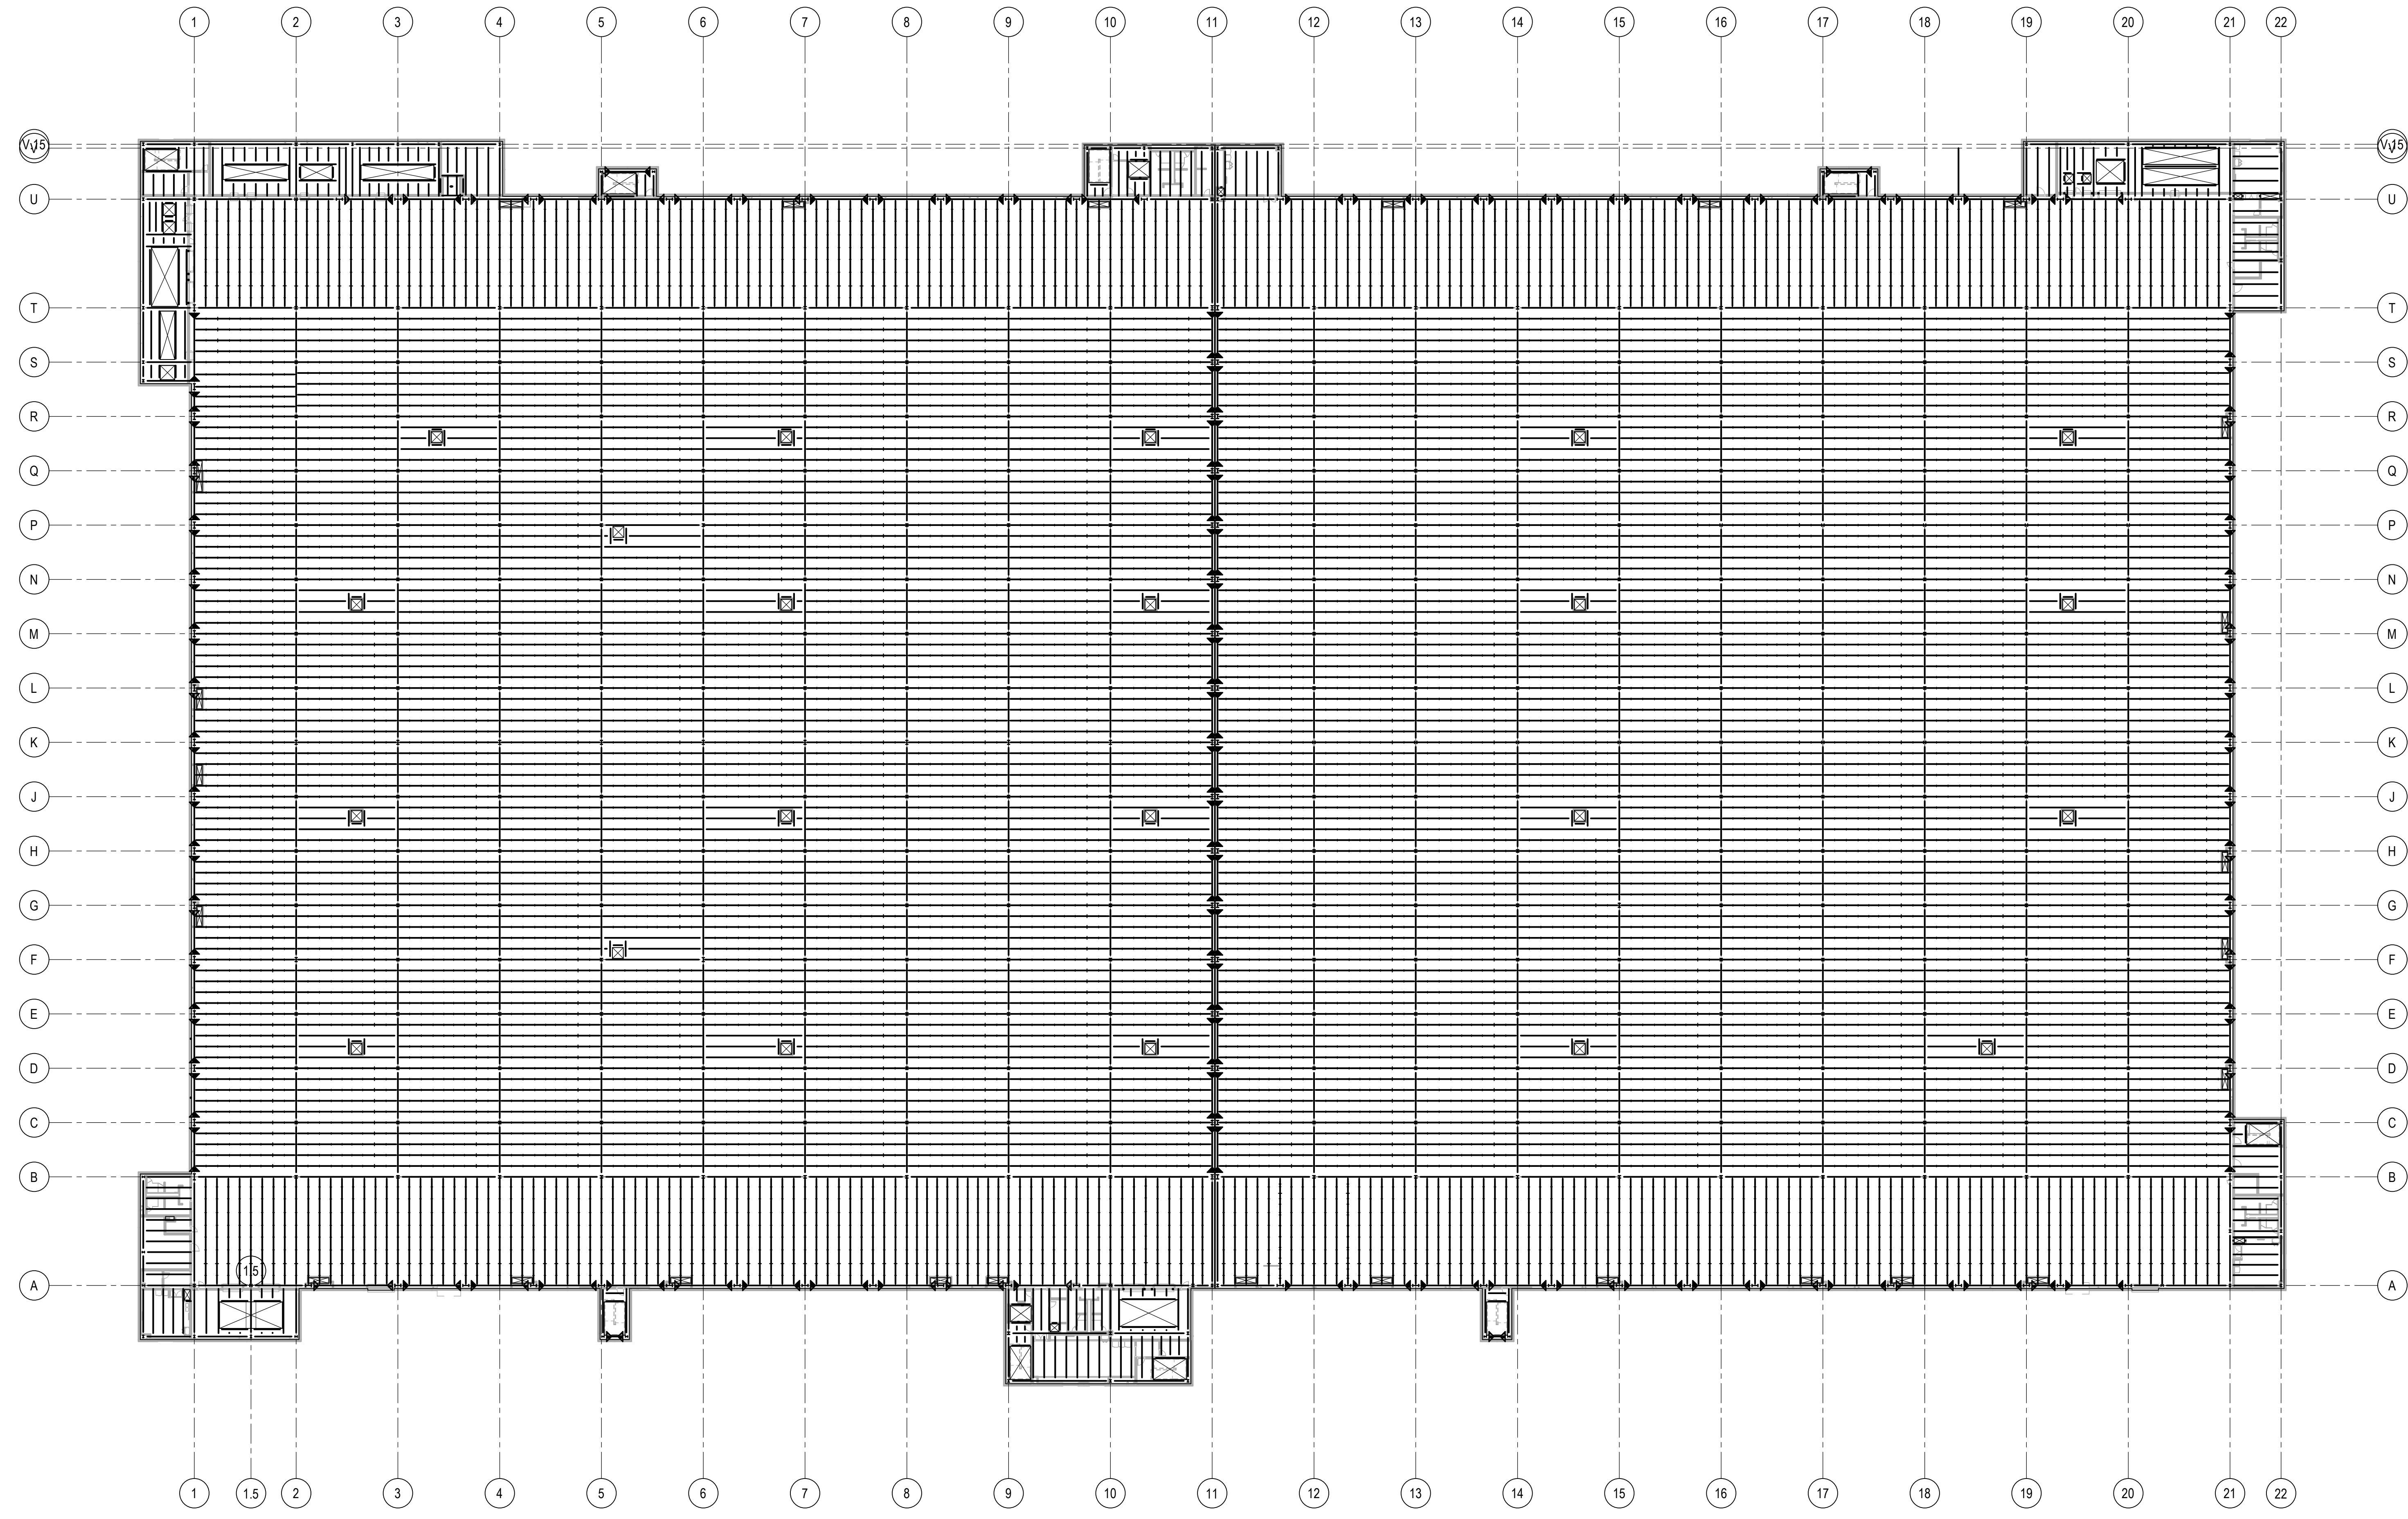 1 2 3 4 5 6 7 8 9 10 11 12 13 14 15 16 17 18 19 20 21 22
V.15 V.15
V V
U U
T T
S S
R R
Q Q
P P
N N
M M
L L
K K
J J
H H
G G
F F
E E
D D
C C
B B
1.5
A A
1 1.5 2 3 4 5 6 7 8 9 10 11 12 13 14 15 16 17 18 19 20 21 22